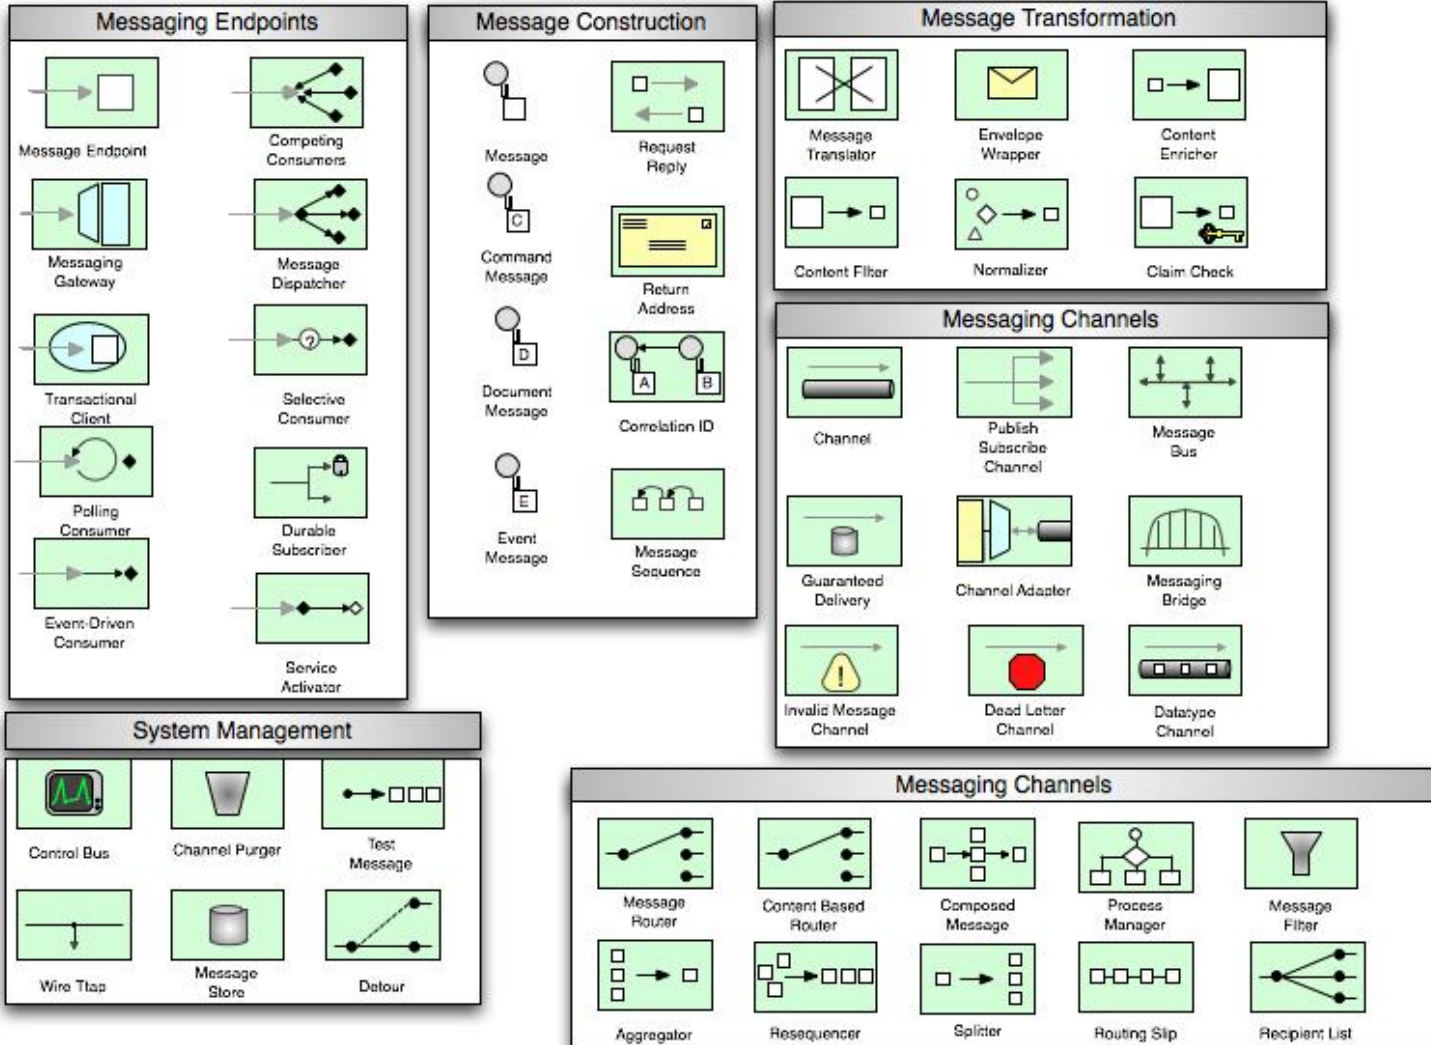 Messaging Endpoints
Message Endpoint
Competing
Consumers
Messaging
Gateway
Message
Dispatcher
Transactional
Client
Selective
Consumer
?
Polling
Consumer
Durable
Subscriber
Event-Driven
Consumer
Service
Activator
Message Construction
Message
Request
Reply
C
Command
Message
Return
Address
D
Document
Message
A
B
Correlation ID
E
Event
Message
Message
Sequence
Message Transformation
Message
Translator
Envelope
Wrapper
Content
Enricher
Content FIlter
Normalizer
Claim Check
Messaging Channels
Channel
Publish
Subscribe
Channel
Message
Bus
Guaranteed
Delivery
Channel Adapter
Messaging
Bridge
!
Invalid Message
Channel
Dead Letter
Channel
Datatype
Channel
System Management
Control Bus
Channel Purger
Test
Message
Wire Ttap
Message
Store
Detour
Messaging Channels
Message
Router
Content Based
Router
Composed
Message
Process
Manager
Message
FIlter
Aggregator
Resequencer
Splitter
Routing Slip
Recipient List